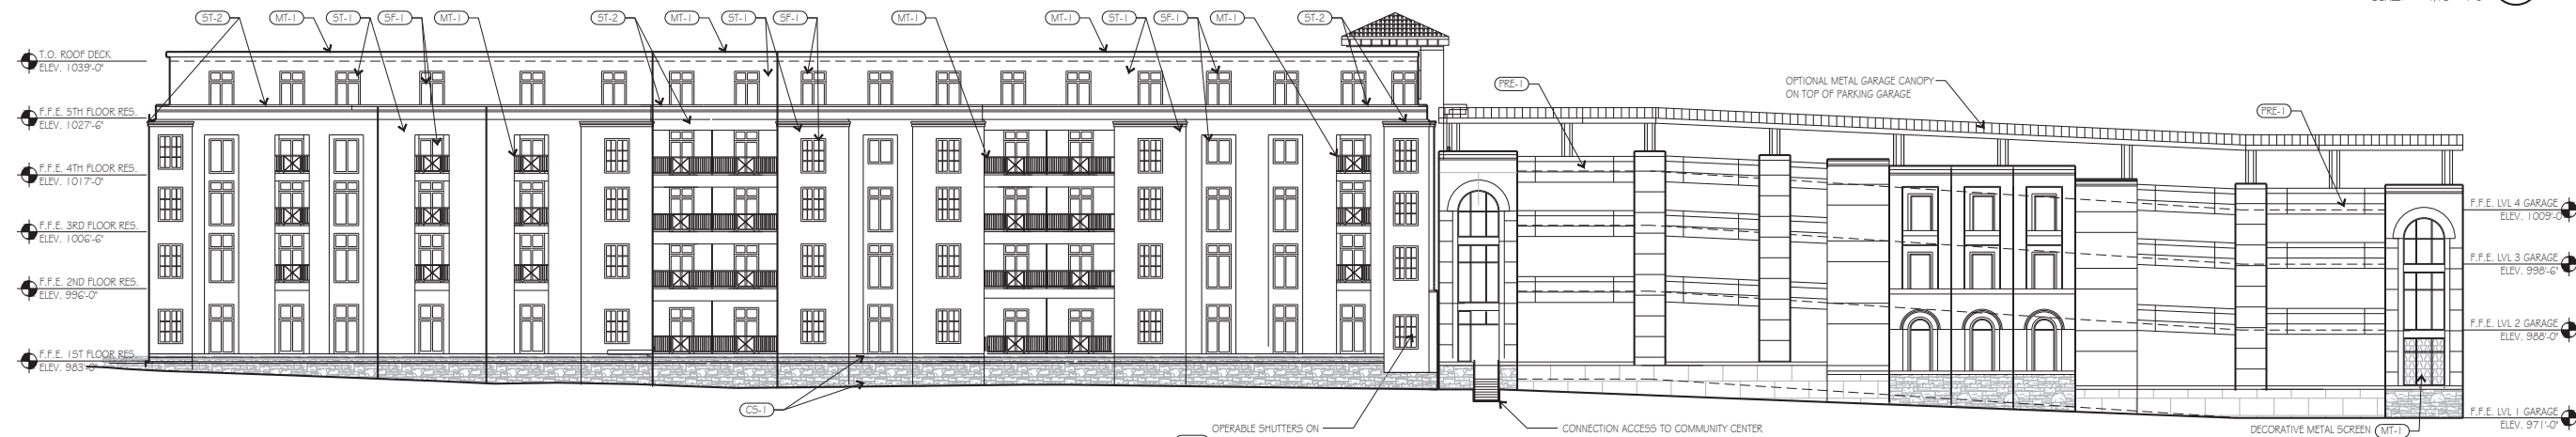 ST-2
MT-1
ST-1
SF-1
MT-1
ST-2
MT-1
ST-1
SF-1
MT-1
MT-1
ST-1
SF-1
MT-1
ST-2
T.O. ROOF DECK
ELEV. 1039'-0"
F.F.E. 5TH FLOOR RES.
ELEV. 1027'-6"
F.F.E. 4TH FLOOR RES.
ELEV. 1017'-0"
F.F.E. 3RD FLOOR RES.
ELEV. 1006'-6"
F.F.E. 2ND FLOOR RES.
ELEV. 996'-0"
F.F.E. 1ST FLOOR RES.
ELEV. 983'-0"
PRE-1
OPTIONAL METAL GARAGE CANOPY
ON TOP OF PARKING GARAGE
PRE-1
F.F.E. LVL 4 GARAGE
ELEV. 1009'-0
F.F.E. LVL 3 GARAGE
ELEV. 998'-6"
F.F.E. LVL 2 GARAGE
ELEV. 988'-0"
F.F.E. LVL 1 GARAGE
ELEV. 971'-0"
CS-1
OPERABLE SHUTTERS ON
CONNECTION ACCESS TO COMMUNITY CENTER
DECORATIVE METAL SCREEN MT-1